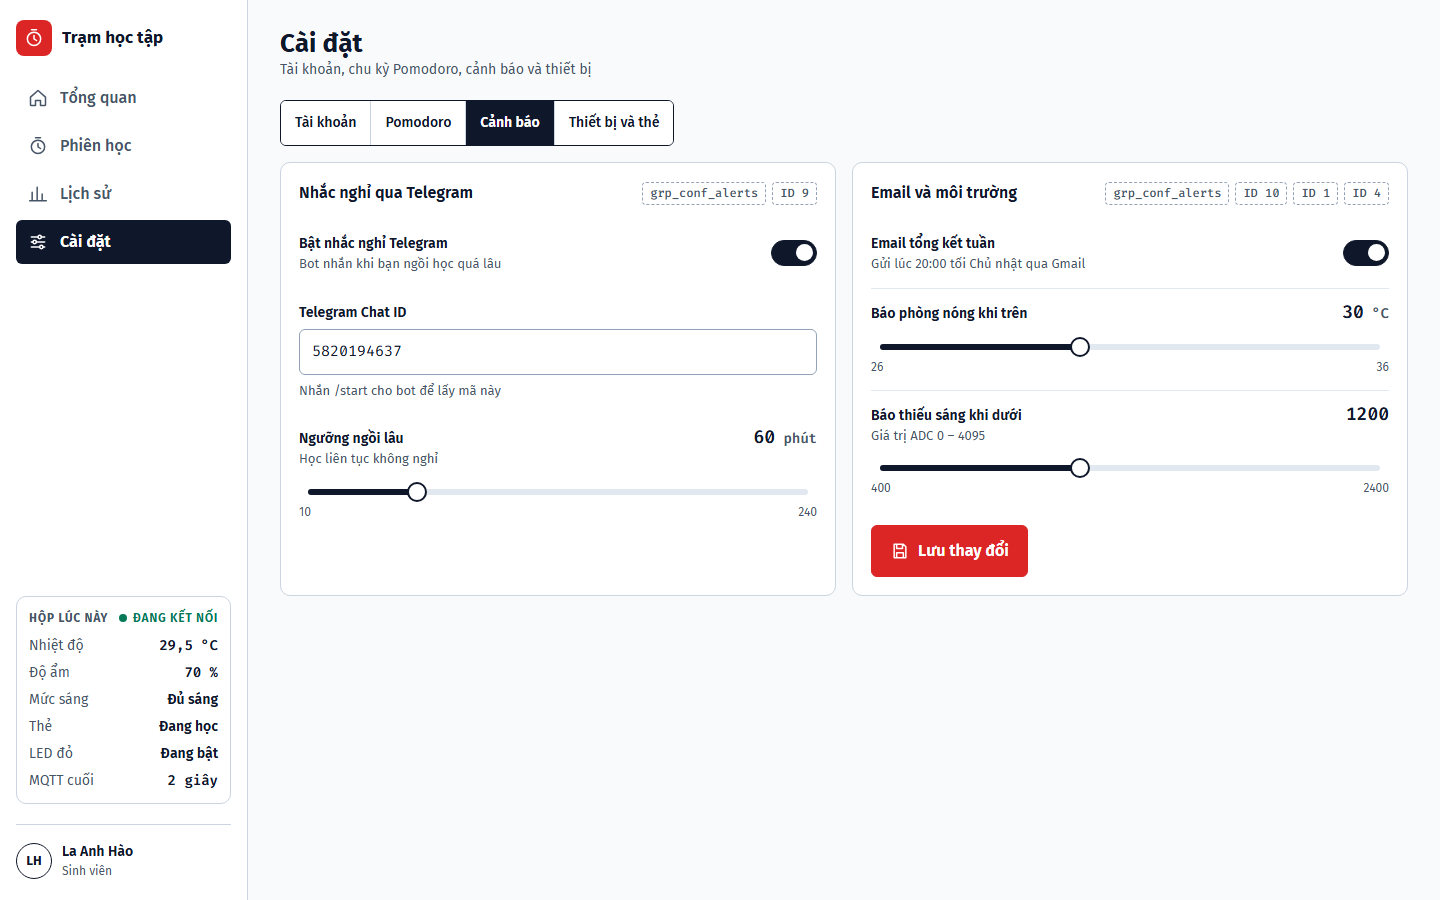 Trạm học tập
Tổng quan
Phiên học
Lịch sử
Cài đặt
HỘP LÚC NÀY ĐANG KẾT NỐI
Nhiệt độ 29,5 °C
Độ ẩm 70 %
Mức sáng Đủ sáng
Thẻ Đang học
LED đỏ Đang bật
MQTT cuối 2 giây
LH La Anh Hào
Sinh viên
Cài đặt
Tài khoản, chu kỳ Pomodoro, cảnh báo và thiết bị
Tài khoản Pomodoro Cảnh báo Thiết bị và thẻ
Nhắc nghỉ qua Telegram grp_conf_alerts ID 9
Bật nhắc nghỉ Telegram
Bot nhắn khi bạn ngồi học quá lâu
Telegram Chat ID
5820194637
Nhắn /start cho bot để lấy mã này
Ngưỡng ngồi lâu 60 phút
Học liên tục không nghỉ
10 240
Email và môi trường grp_conf_alerts ID 10 ID 1 ID 4
Email tổng kết tuần
Gửi lúc 20:00 tối Chủ nhật qua Gmail
Báo phòng nóng khi trên 30 °C
26 36
Báo thiếu sáng khi dưới 1200
Giá trị ADC 0 – 4095
400 2400
Lưu thay đổi